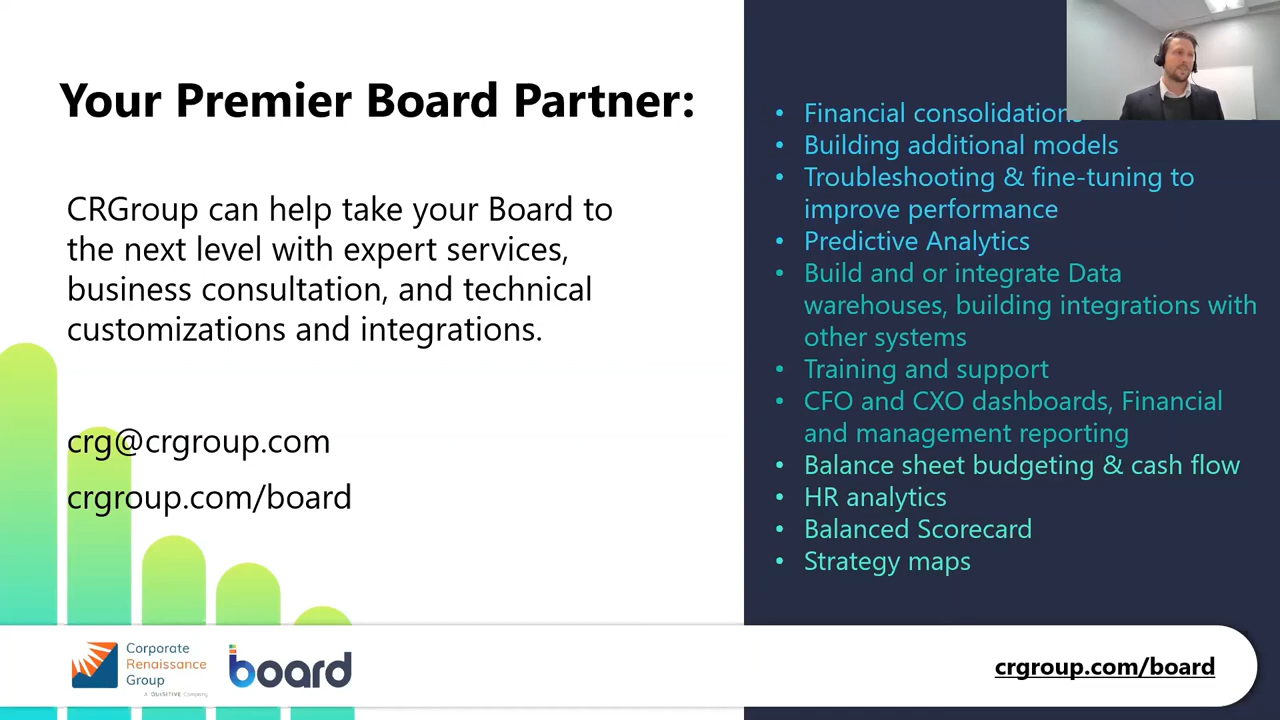 Your Premier Board Partner:
CRGroup can help take your Board to
the next level with expert services,
business consultation, and technical
customizations and integrations.
crg@crgroup.com
crgroup.com/board
• Financial consolidations
• Building additional models
• Troubleshooting & fine-tuning to
improve performance
• Predictive Analytics
• Build and or integrate Data
warehouses, building integrations with
other systems
• Training and support
• CFO and CXO dashboards, Financial
and management reporting
• Balance sheet budgeting & cash flow
• HR analytics
• Balanced Scorecard
• Strategy maps
Corporate
Renaissance
Group
A QUISITIVE Company
board
crgroup.com/board